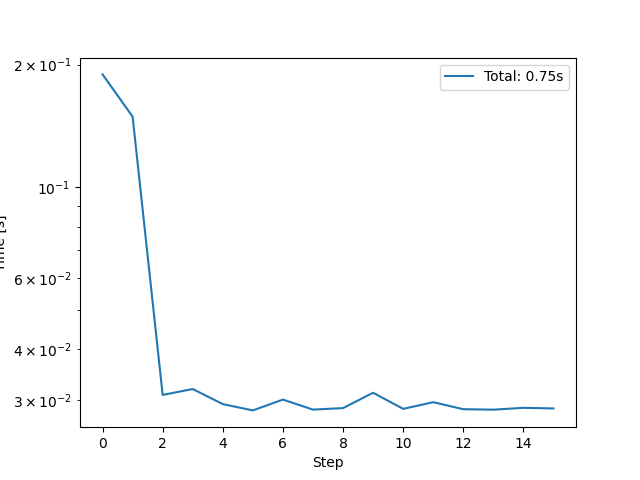 Total: 0.75s
2 × 10⁻¹
10⁻¹
6 × 10⁻²
4 × 10⁻²
3 × 10⁻²
0 2 4 6 8 10 12 14
Step
[s]